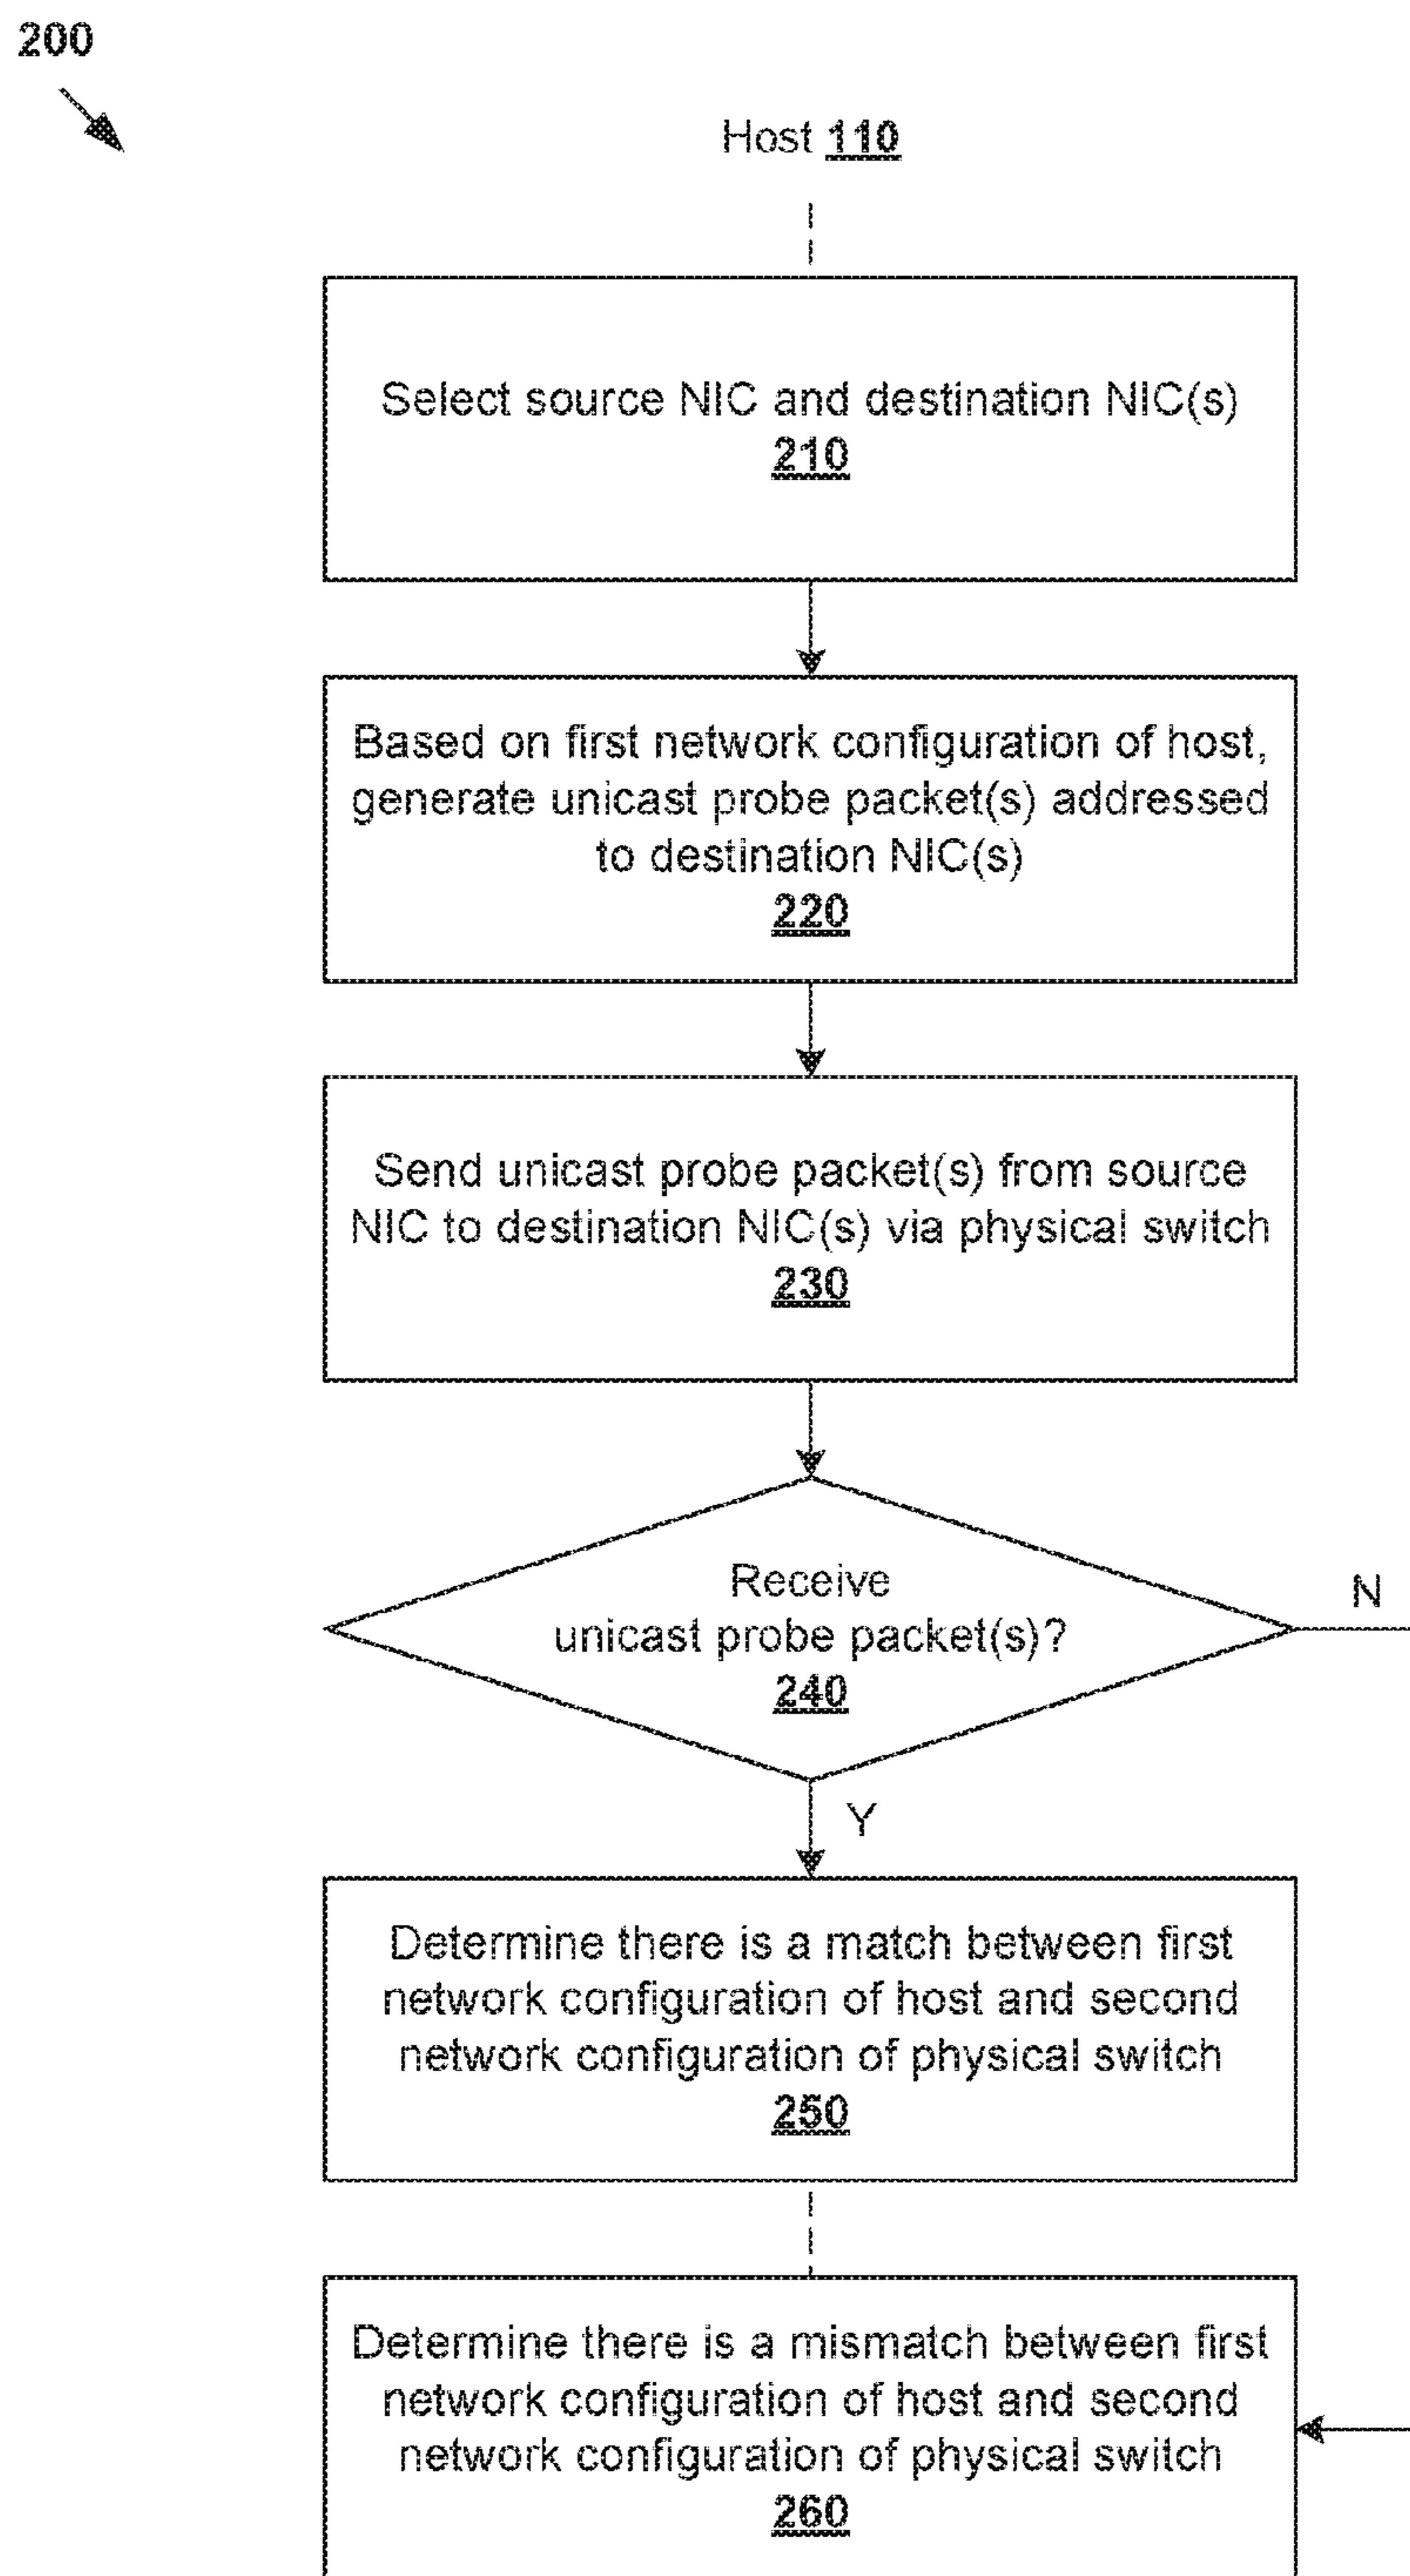 200
Host 110
Select source NIC and destination NIC(s)
210
Based on first network configuration of host,
generate unicast probe packet(s) addressed
to destination NIC(s)
220
Send unicast probe packet(s) from source
NIC to destination NIC(s) via physical switch
230
Receive
unicast probe packet(s)?
240
N
Y
Determine there is a match between first
network configuration of host and second
network configuration of physical switch
250
Determine there is a mismatch between first
network configuration of host and second
network configuration of physical switch
260